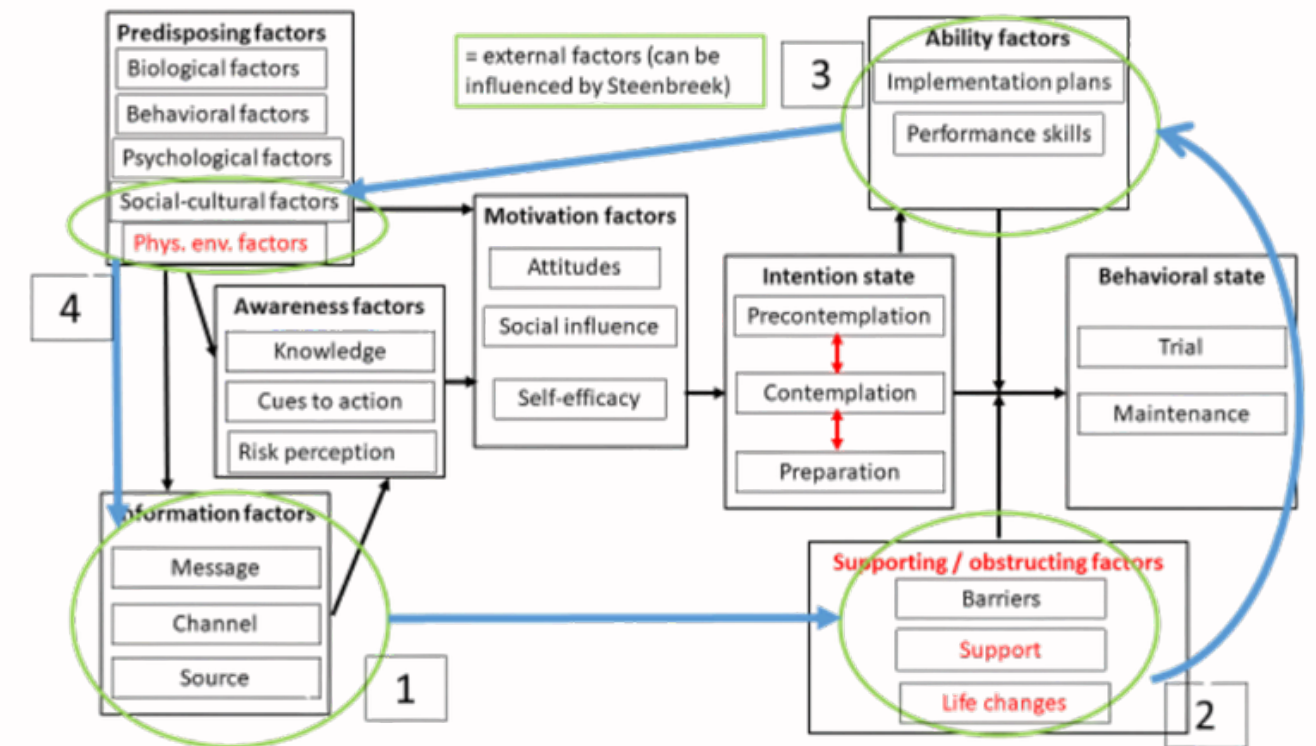 Predisposing factors
Biological factors
Behavioral factors
Psychological factors
Social-cultural factors
Phys. env. factors
= external factors (can be
influenced by Steenbreek)
3
Ability factors
Implementation plans
Performance skills
4
Awareness factors
Knowledge
Cues to action
Risk perception
Motivation factors
Attitudes
Social influence
Self-efficacy
Intention state
Precontemplation
Contemplation
Preparation
Behavioral state
Trial
Maintenance
Information factors
Message
Channel
Source
1
Supporting / obstructing factors
Barriers
Support
Life changes
2